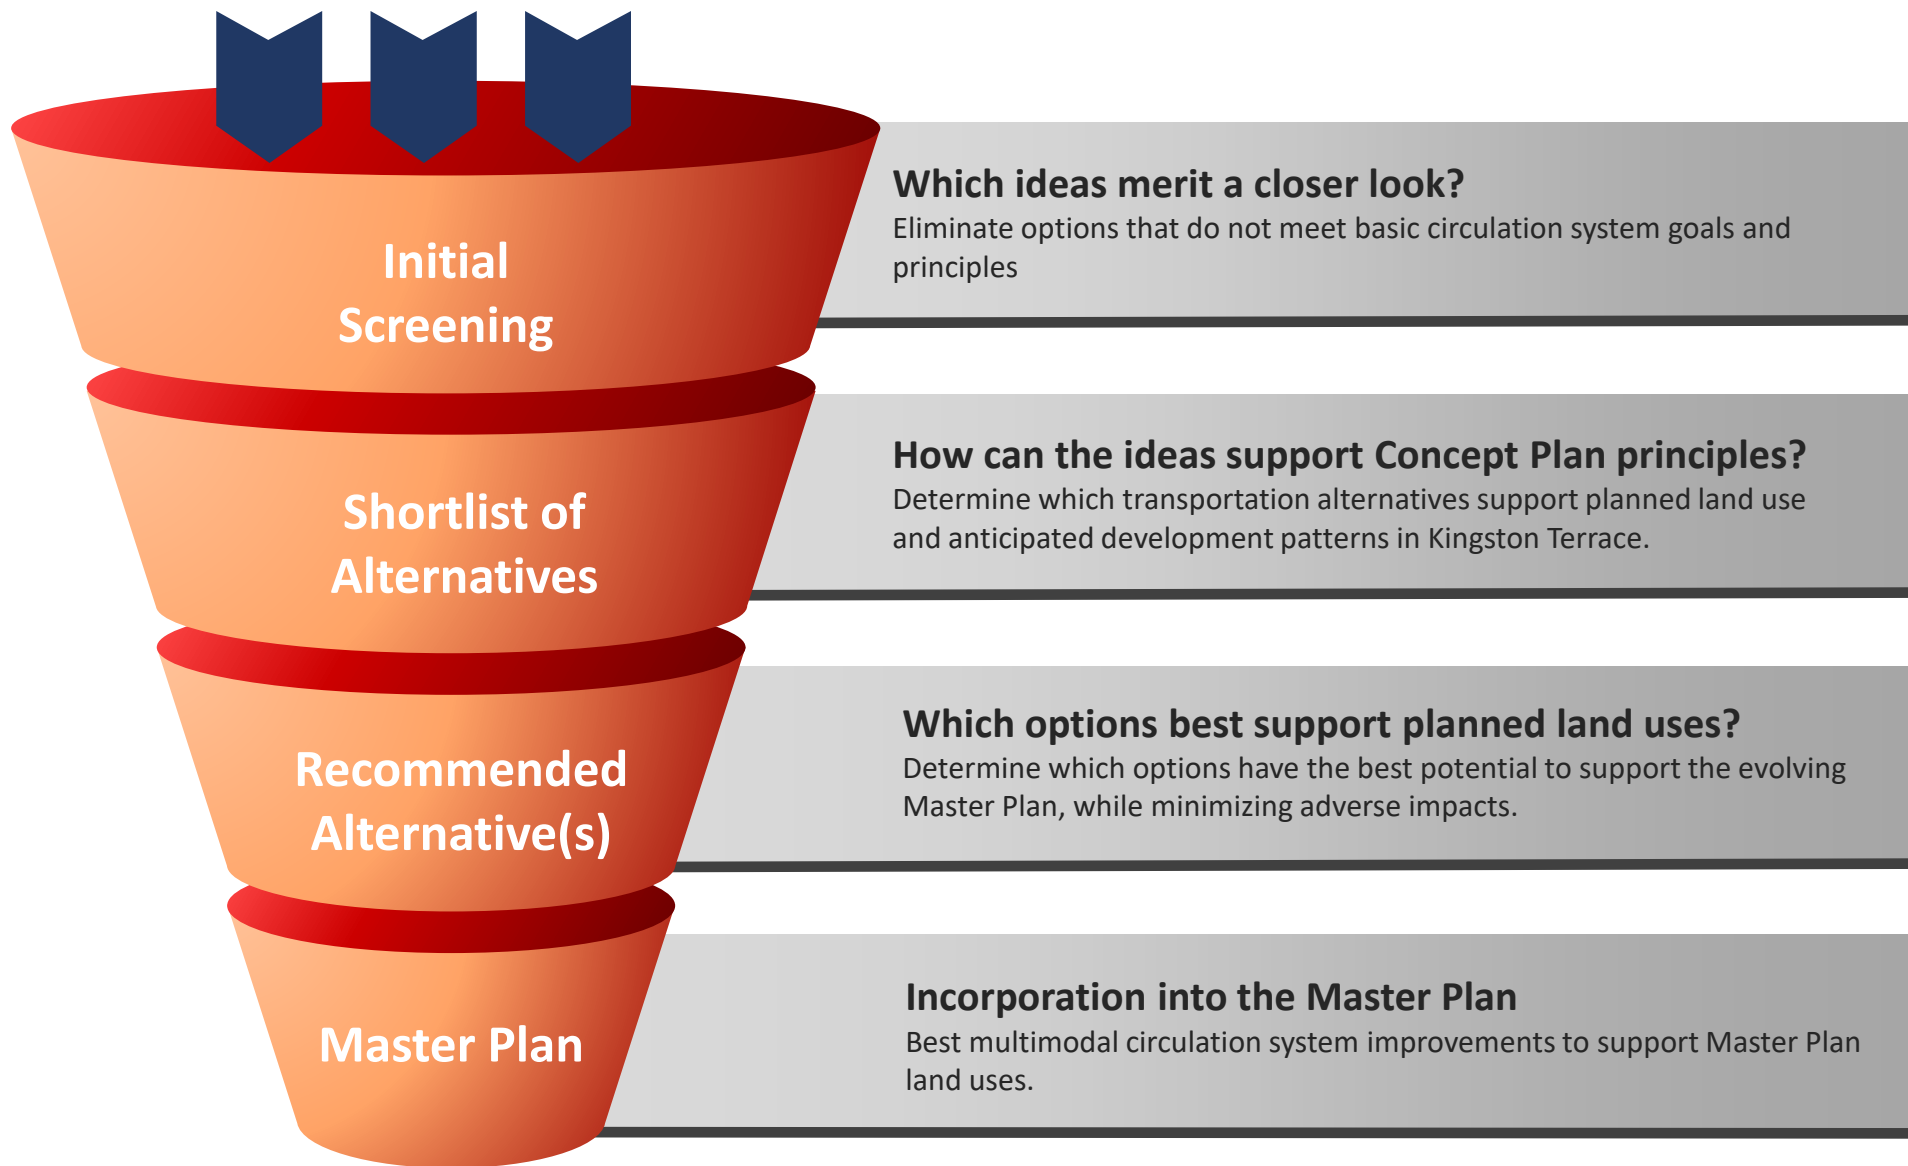 Initial
Screening
Which ideas merit a closer look?
Eliminate options that do not meet basic circulation system goals and
principles
Shortlist of
Alternatives
How can the ideas support Concept Plan principles?
Determine which transportation alternatives support planned land use
and anticipated development patterns in Kingston Terrace.
Recommended
Alternative(s)
Which options best support planned land uses?
Determine which options have the best potential to support the evolving
Master Plan, while minimizing adverse impacts.
Master Plan
Incorporation into the Master Plan
Best multimodal circulation system improvements to support Master Plan
land uses.